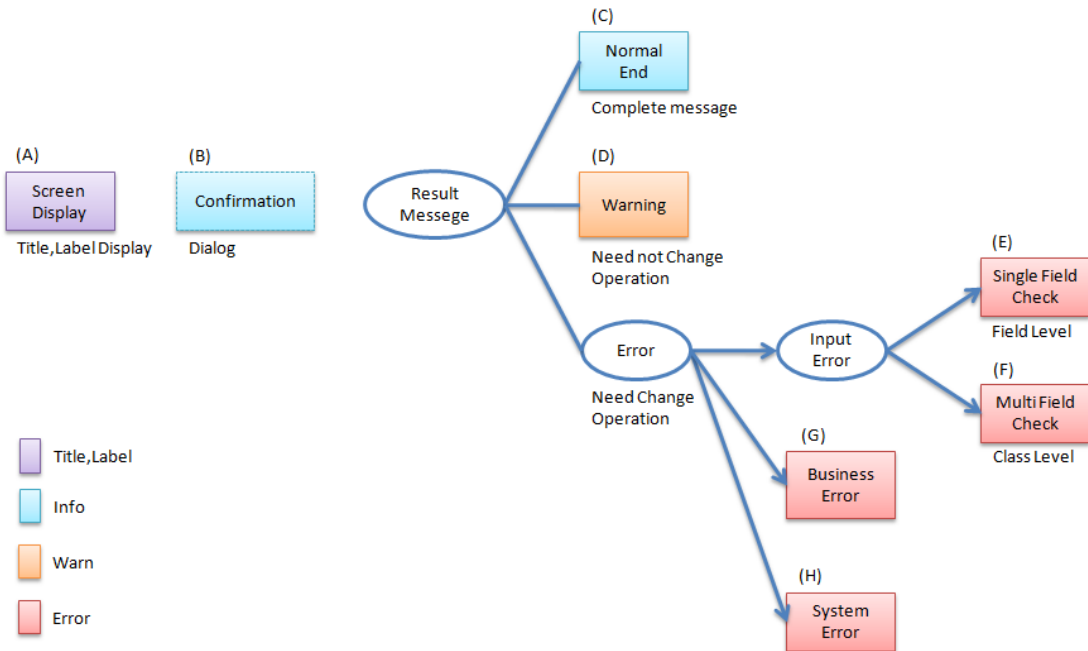 (A)
Screen
Display
Title,Label Display
(B)
Confirmation
Dialog
Result
Messege
(C)
Normal
End
Complete message
(D)
Warning
Need not Change
Operation
Error
Need Change
Operation
Input
Error
(E)
Single Field
Check
Field Level
(F)
Multi Field
Check
Class Level
(G)
Business
Error
(H)
System
Error
Title,Label
Info
Warn
Error